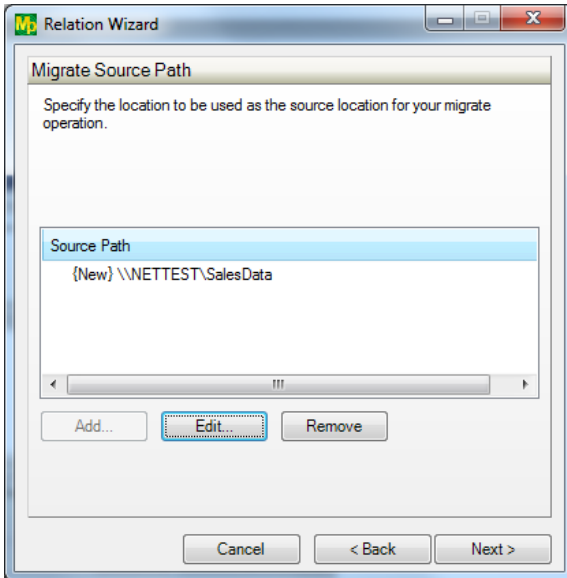 Mp Relation Wizard
Migrate Source Path
Specify the location to be used as the source location for your migrate
operation.
Source Path
{New} \\NETTEST\SalesData
Add... Edit... Remove
Cancel < Back Next >